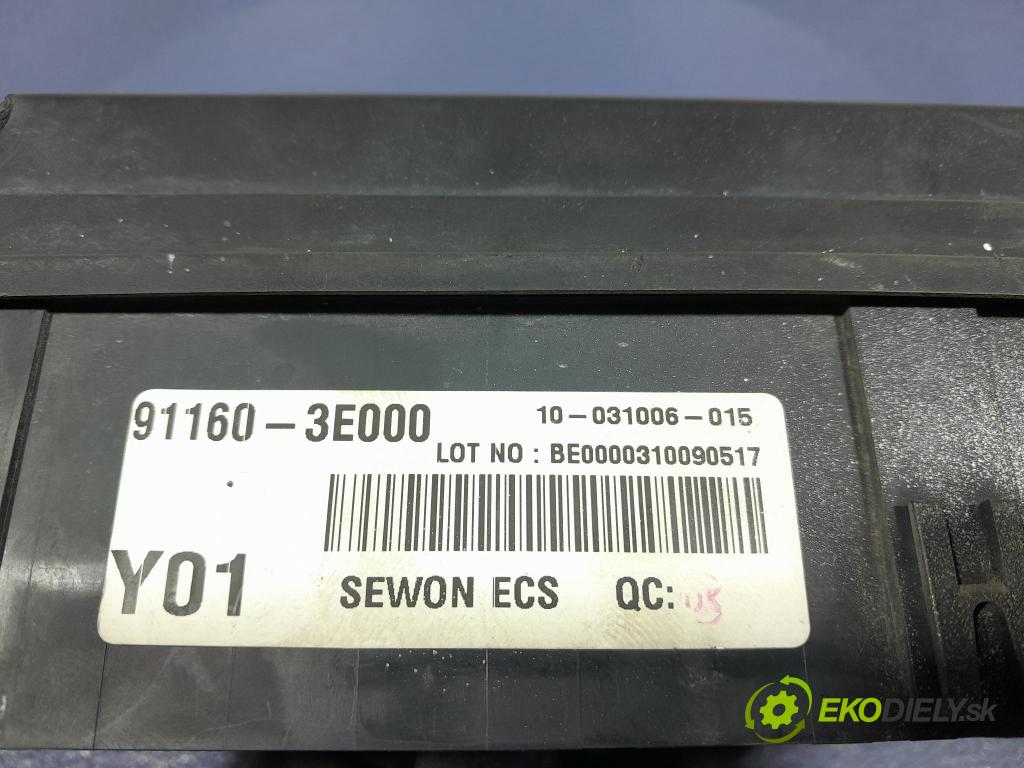 91160-3E000
10-031006-015
LOT NO : BE0000310090517
Y01
SEWON ECS QC:
EKODIELY.sk